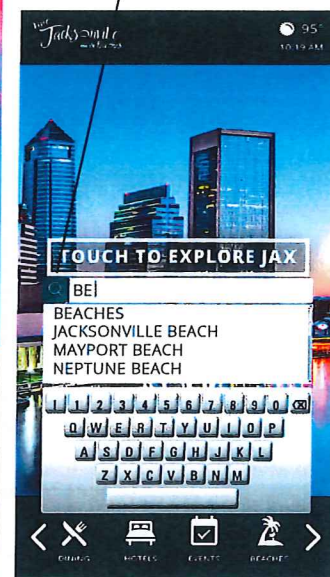 Jacksonville
95°
10:19 AM
TOUCH TO EXPLORE JAX
BE
BEACHES
JACKSONVILLE BEACH
MAYPORT BEACH
NEPTUNE BEACH
1 2 3 4 5 6 7 8 9 0
Q W E R T Y U I O P
A S D F G H J K L
Z X C V B N M
DINING HOTELS EVENTS BEACHES